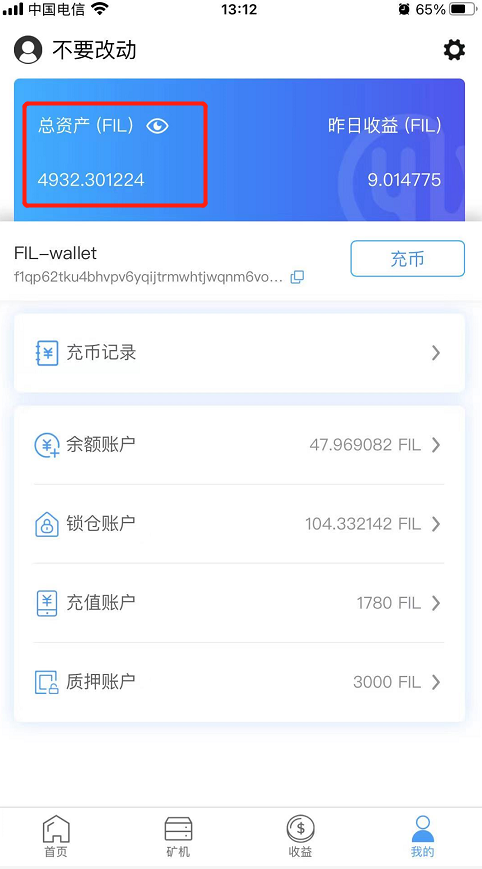 中国电信 13:12 65%
不要改动
总资产 (FIL) 昨日收益 (FIL)
4932.301224 9.014775
FIL-wallet
充币
f1qp62tku4bhvpv6yqijtrmwhtjwqnm6vo...
充币记录
余额账户 47.969082 FIL
锁仓账户 104.332142 FIL
充值账户 1780 FIL
质押账户 3000 FIL
首页 矿机 收益 我的